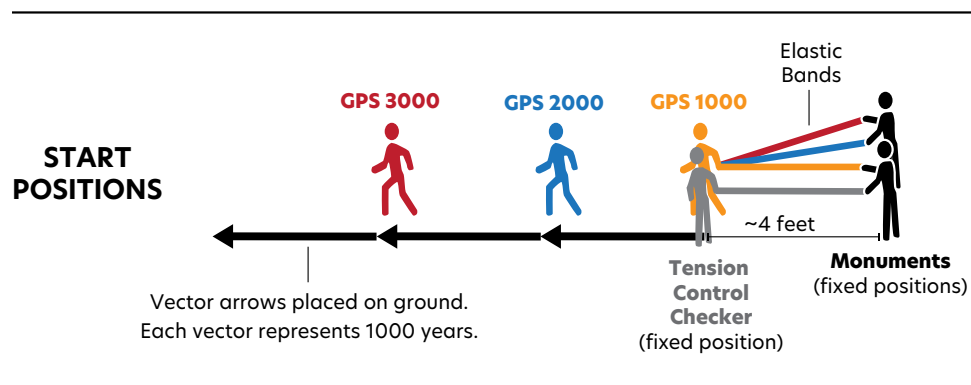 Elastic
Bands
GPS 3000
GPS 2000
GPS 1000
START
POSITIONS
~4 feet
Monuments
(fixed positions)
Tension
Control
Checker
(fixed position)
Vector arrows placed on ground.
Each vector represents 1000 years.